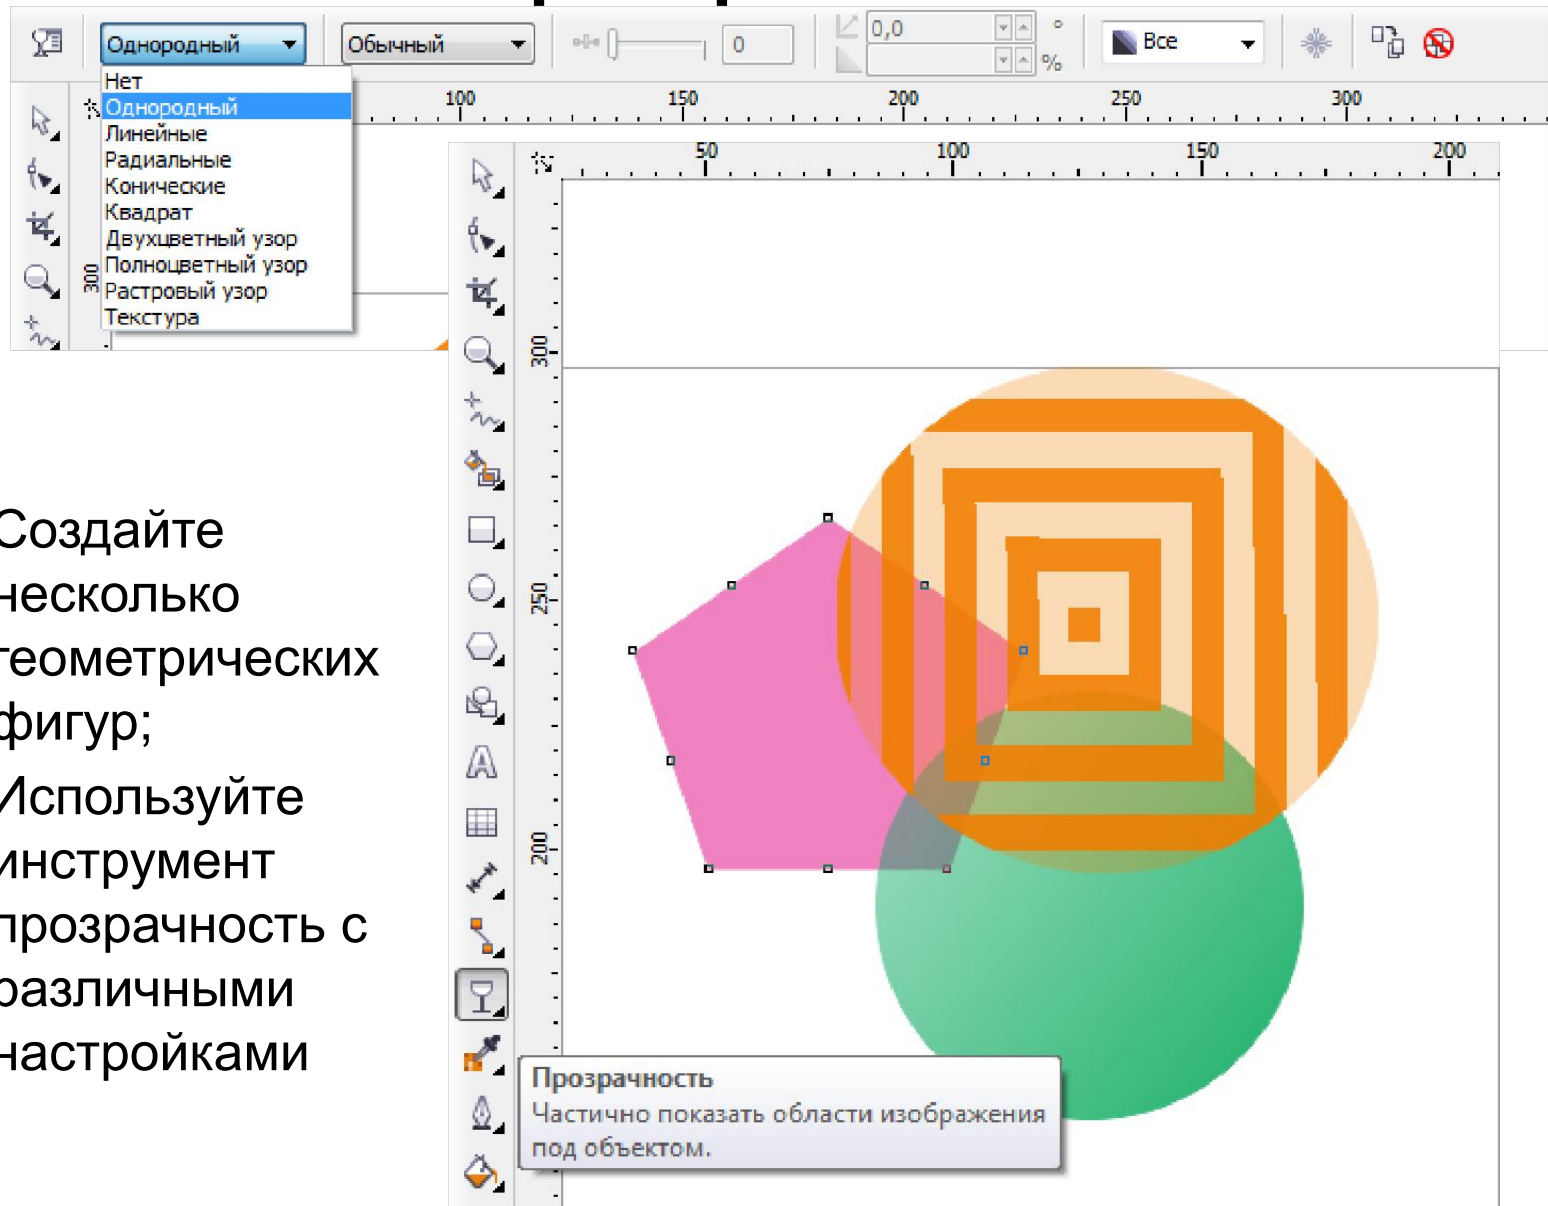 Однородный
Обычный
0
0,0
°
%
Все
Нет
Однородный
Линейные
Радиальные
Конические
Квадрат
Двухцветный узор
Полноцветный узор
Растровый узор
Текстура
100 150 200 250 300
300
50 100 150 200
300
250
200
Создайте
несколько
геометрических
фигур;
Используйте
инструмент
прозрачность с
различными
настройками
Прозрачность
Частично показать области изображения
под объектом.